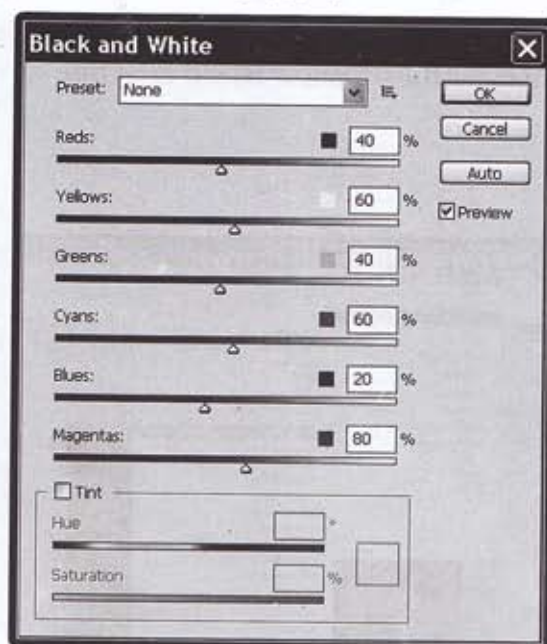 Black and White
Preset: None
OK
Reds: 40 %
Cancel
Auto
Yellows: 60 %
Preview
Greens: 40 %
Cyans: 60 %
Blues: 20 %
Magentas: 80 %
Tint
Hue °
Saturation %